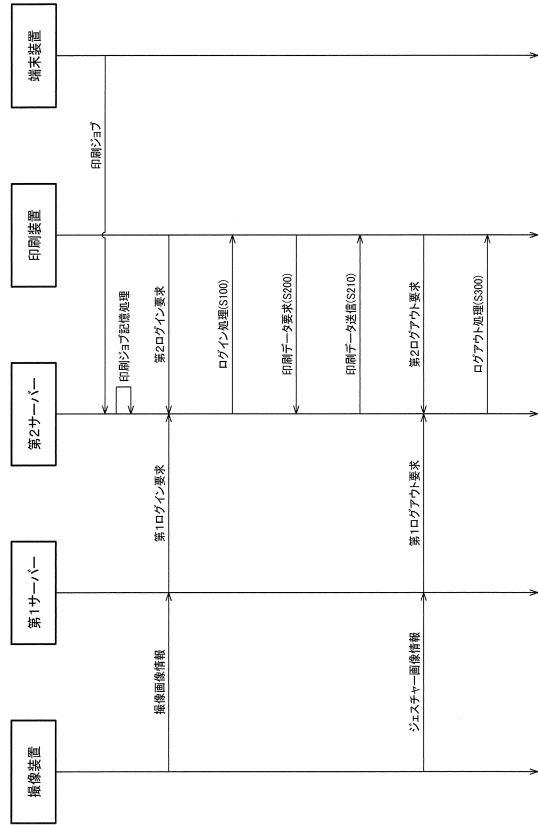 撮像装置
第1サーバー
第2サーバー
印刷装置
端末装置
印刷ジョブ
印刷ジョブ記憶処理
撮像画像情報
第1ログイン要求
第2ログイン要求
ログイン処理(S100)
印刷データ要求(S200)
印刷データ送信(S210)
ジェスチャー画像情報
第1ログアウト要求
第2ログアウト要求
ログアウト処理(S300)